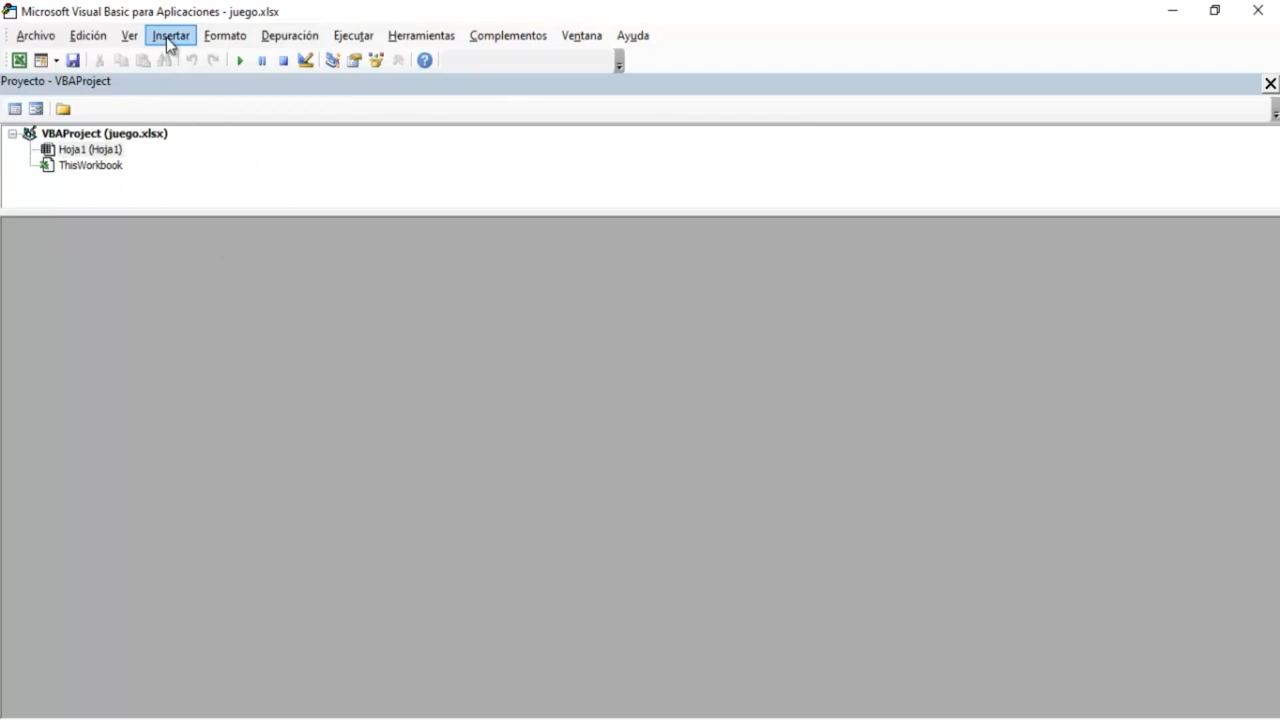 Microsoft Visual Basic para Aplicaciones - juego.xlsx
Archivo Edición Ver Insertar Formato Depuración Ejecutar Herramientas Complementos Ventana Ayuda
Proyecto - VBAProject
VBAProject (juego.xlsx)
Hoja1 (Hoja1)
ThisWorkbook